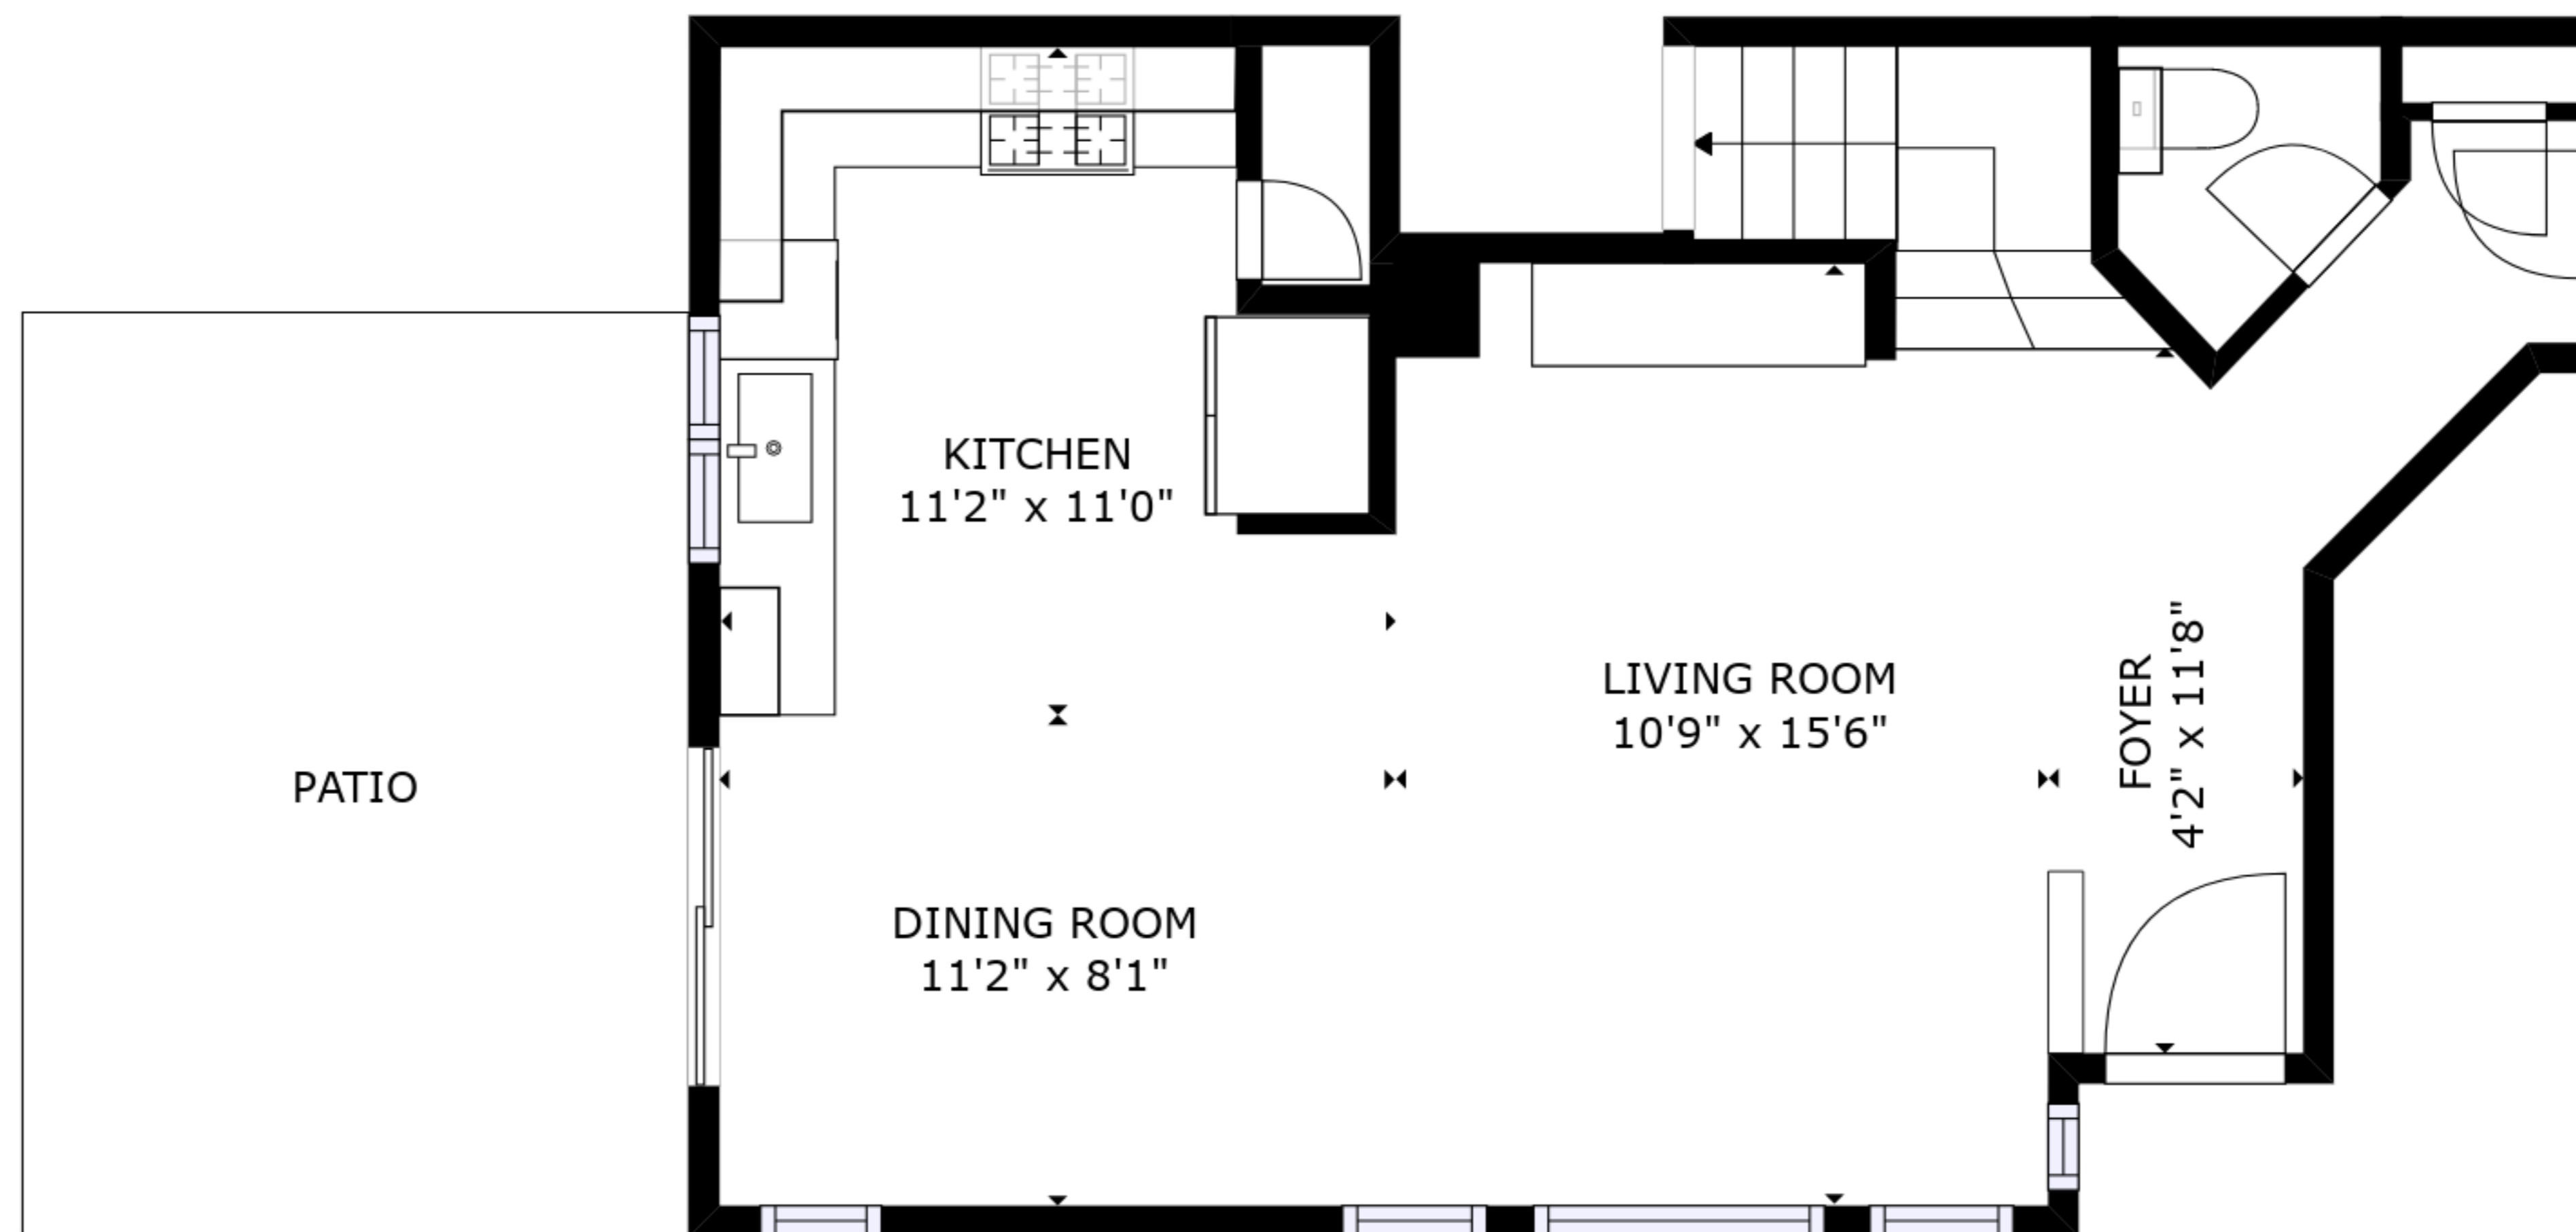 KITCHEN
11'2" x 11'0"
LIVING ROOM
10'9" x 15'6"
FOYER
4'2" x 11'8"
PATIO
DINING ROOM
11'2" x 8'1"